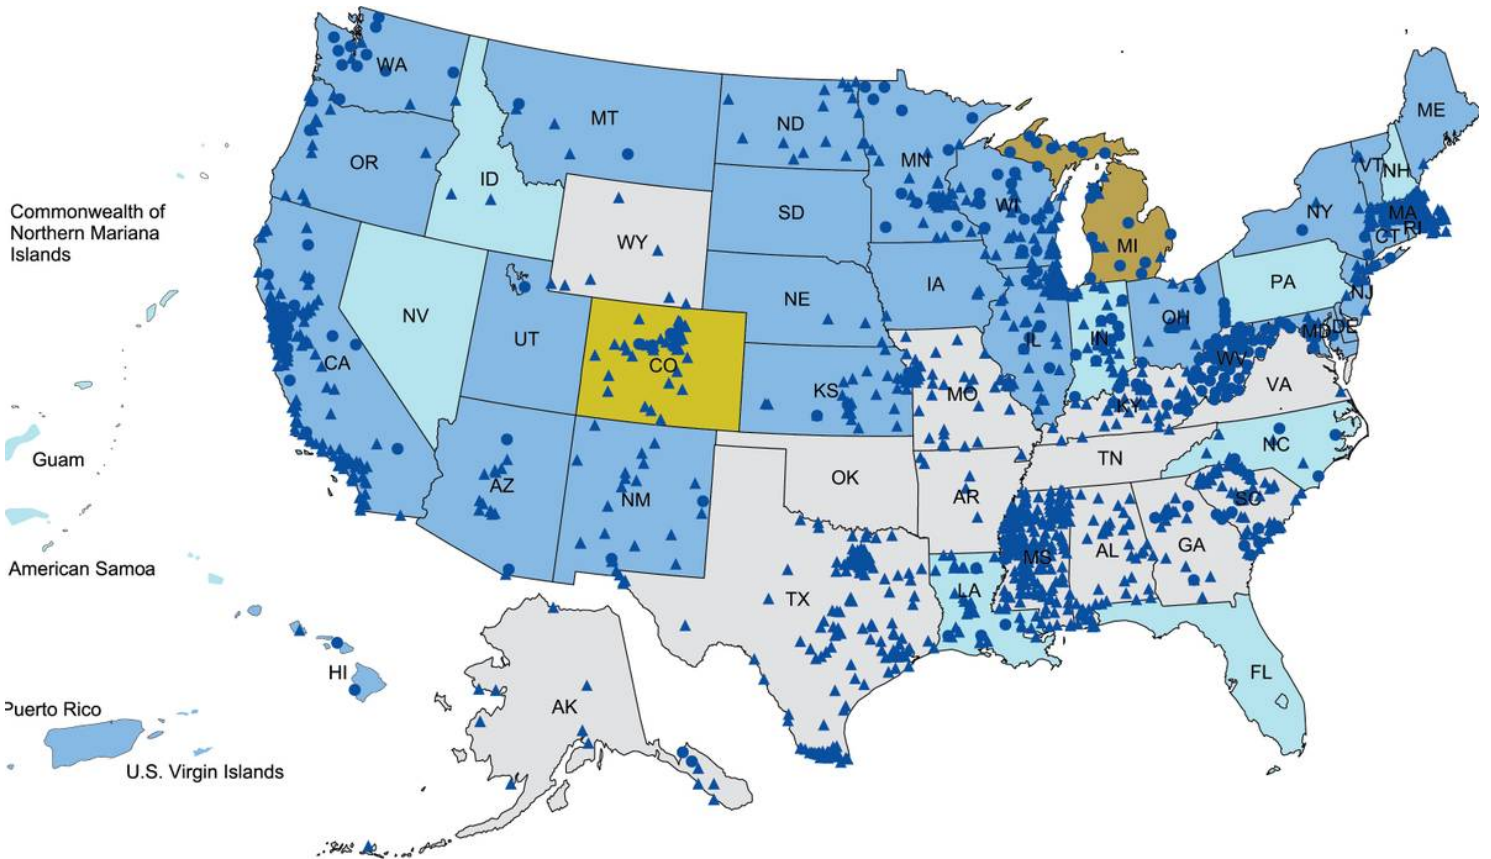 WA
MT
ND
MN
ME
OR
ID
VT
NH
Commonwealth of
Northern Mariana
Islands
SD
WI
NY
MA
RI
CT
WY
MI
IA
PA
NE
NJ
NV
UT
OH
MD
DE
IL
IN
CA
CO
WV
KS
MO
KY
VA
NC
Guam
TN
AZ
NM
OK
AR
SC
GA
AL
MS
American Samoa
LA
TX
HI
FL
Puerto Rico
AK
U.S. Virgin Islands